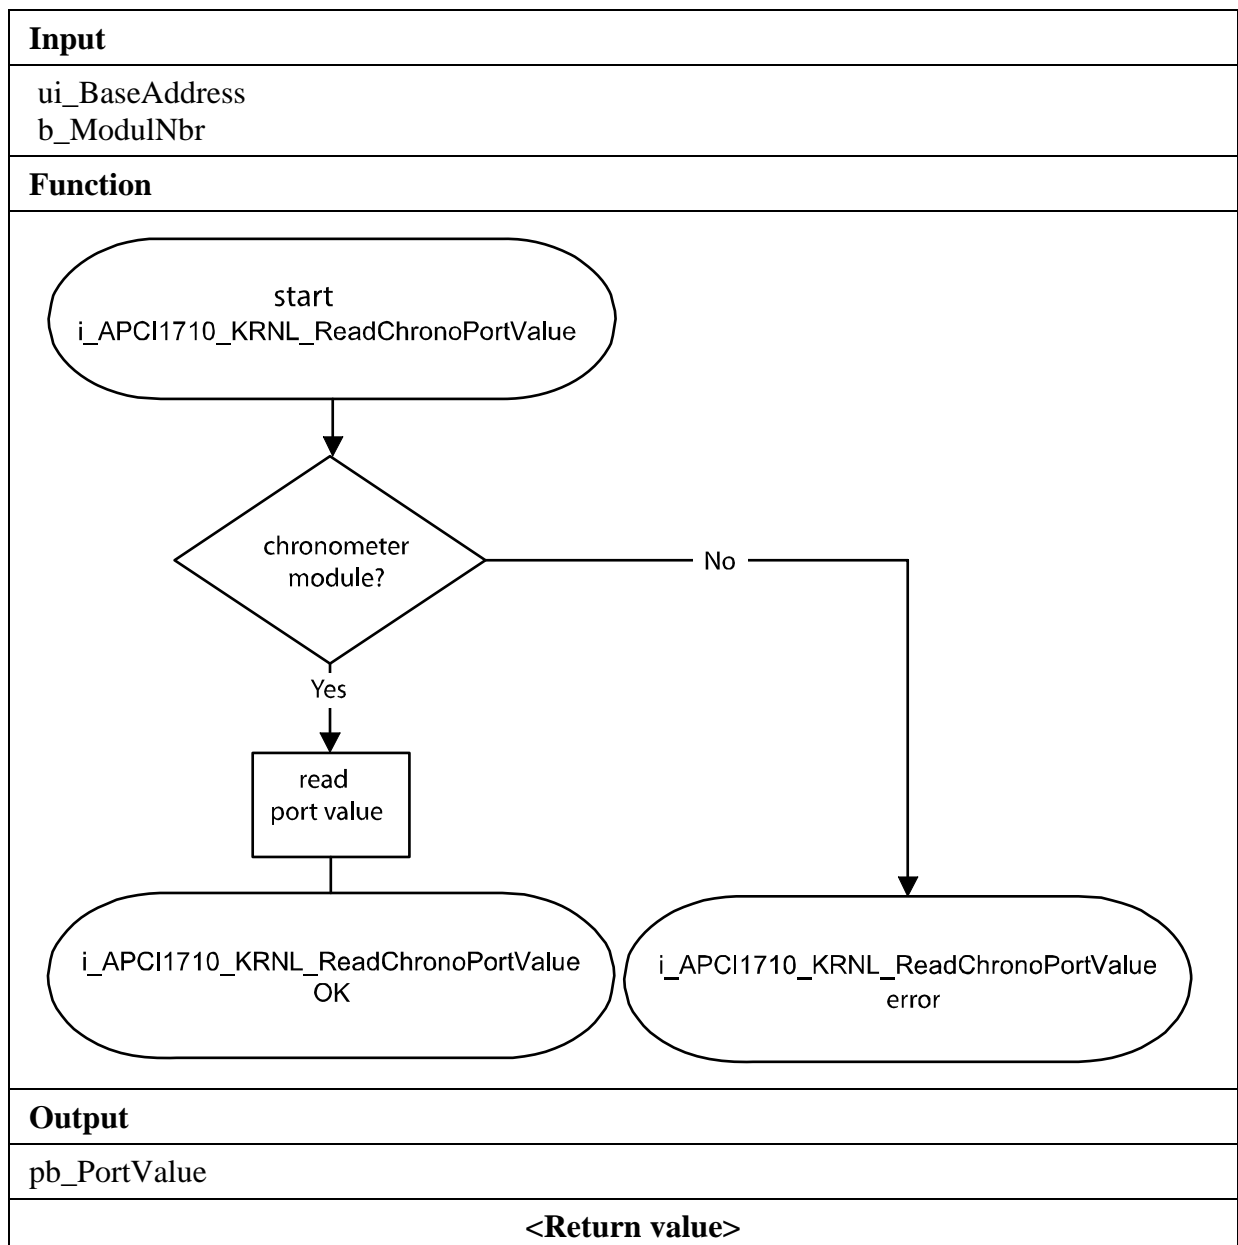 Input
ui_BaseAddress
b_ModulNbr
Function
start
i_APCI1710_KRNL_ReadChronoPortValue
chronometer
module?
No
Yes
read
port value
i_APCI1710_KRNL_ReadChronoPortValue
OK
i_APCI1710_KRNL_ReadChronoPortValue
error
Output
pb_PortValue
<Return value>